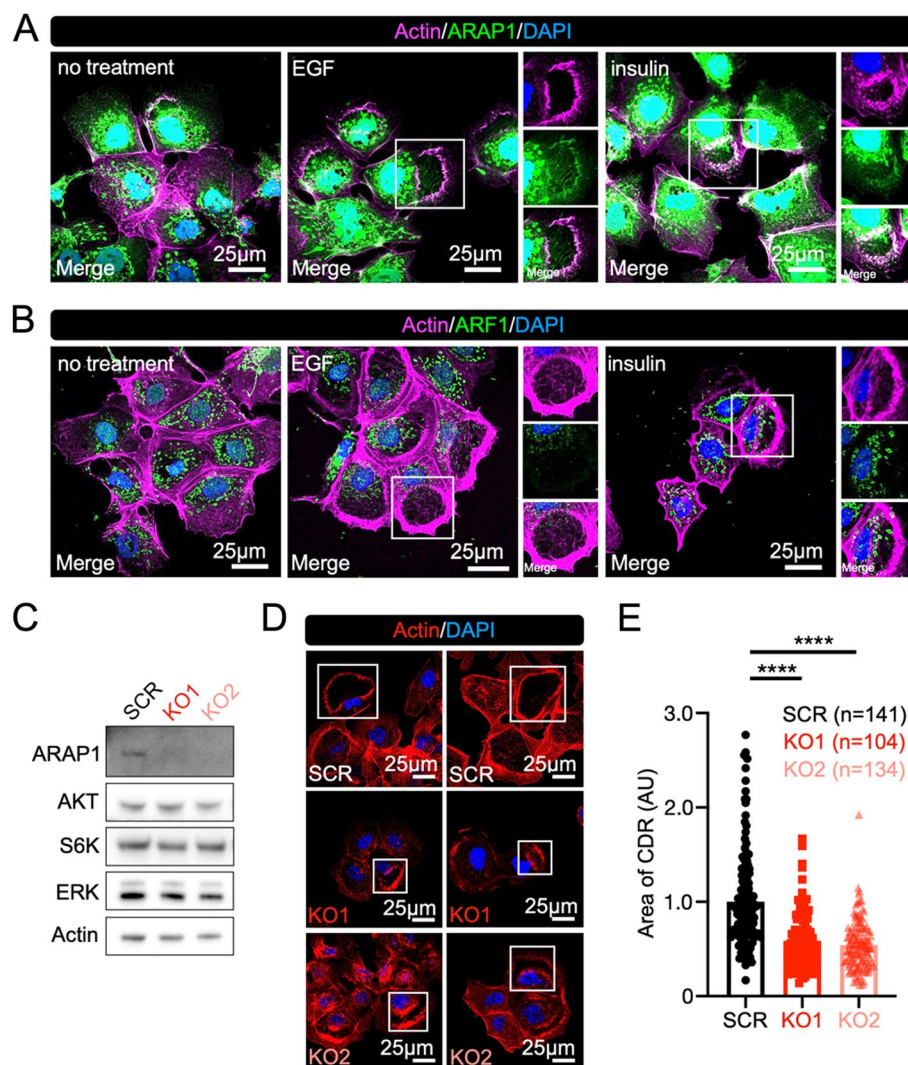 A
Actin/ARAP1/DAPI
no treatment
Merge
25μm
EGF
Merge
25μm
Merge
insulin
Merge
25μm
Merge
B
Actin/ARF1/DAPI
no treatment
Merge
25μm
EGF
Merge
25μm
Merge
insulin
Merge
25μm
Merge
C
SCR
KO1
KO2
ARAP1
AKT
S6K
ERK
Actin
D
Actin/DAPI
SCR
25μm
SCR
25μm
KO1
25μm
KO1
25μm
KO2
25μm
KO2
25μm
E
****
****
SCR (n=141)
KO1 (n=104)
KO2 (n=134)
Area of CDR (AU)
3.0
2.0
1.0
0
SCR
KO1
KO2